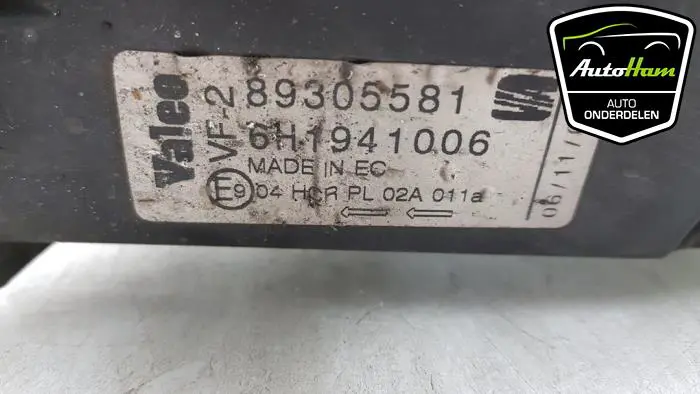 Valeo
VF-2
89305581
6H1941006
MADE IN EC
E9 04 HCR PL 02A 011a
06/11/
AutoHam
AUTO
ONDERDELEN